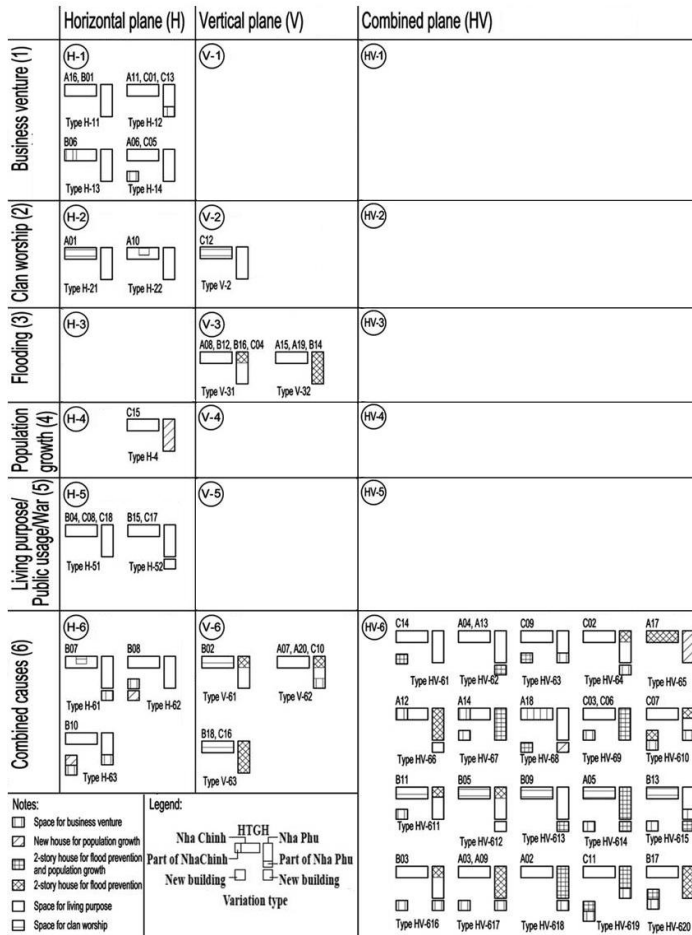 Horizontal plane (H)
Vertical plane (V)
Combined plane (HV)
Business venture (1)
H-1
A16, B01
A11, C01, C13
Type H-11
Type H-12
B06
A06, C05
Type H-13
Type H-14
V-1
HV-1
Clan worship (2)
H-2
A01
A10
Type H-21
Type H-22
V-2
C12
Type V-2
HV-2
Flooding (3)
H-3
V-3
A08, B12, B16, C04
A15, A19, B14
Type V-31
Type V-32
HV-3
Population
growth (4)
H-4
C15
Type H-4
V-4
HV-4
Living purpose/
Public usage/War (5)
H-5
B04, C08, C18
B15, C17
Type H-51
Type H-52
V-5
HV-5
Combined causes (6)
H-6
B07
B08
Type H-61
Type H-62
B10
Type H-63
V-6
B02
A07, A20, C10
Type V-61
Type V-62
B18, C16
Type V-63
HV-6
C14
A04, A13
C09
C02
A17
Type HV-61
Type HV-62
Type HV-63
Type HV-64
Type HV-65
A12
A14
A18
C03, C06
C07
Type HV-66
Type HV-67
Type HV-68
Type HV-69
Type HV-610
B11
B05
B09
A05
B13
Type HV-611
Type HV-612
Type HV-613
Type HV-614
Type HV-615
B03
A03, A09
A02
C11
B17
Type HV-616
Type HV-617
Type HV-618
Type HV-619
Type HV-620
Notes:
Space for business venture
New house for population growth
2-story house for flood prevention
and population growth
2-story house for flood prevention
Space for living purpose
Space for clan worship
Legend:
HTGH
Nha Chinh
Nha Phu
Part of NhaChinh
Part of Nha Phu
New building
New building
Variation type